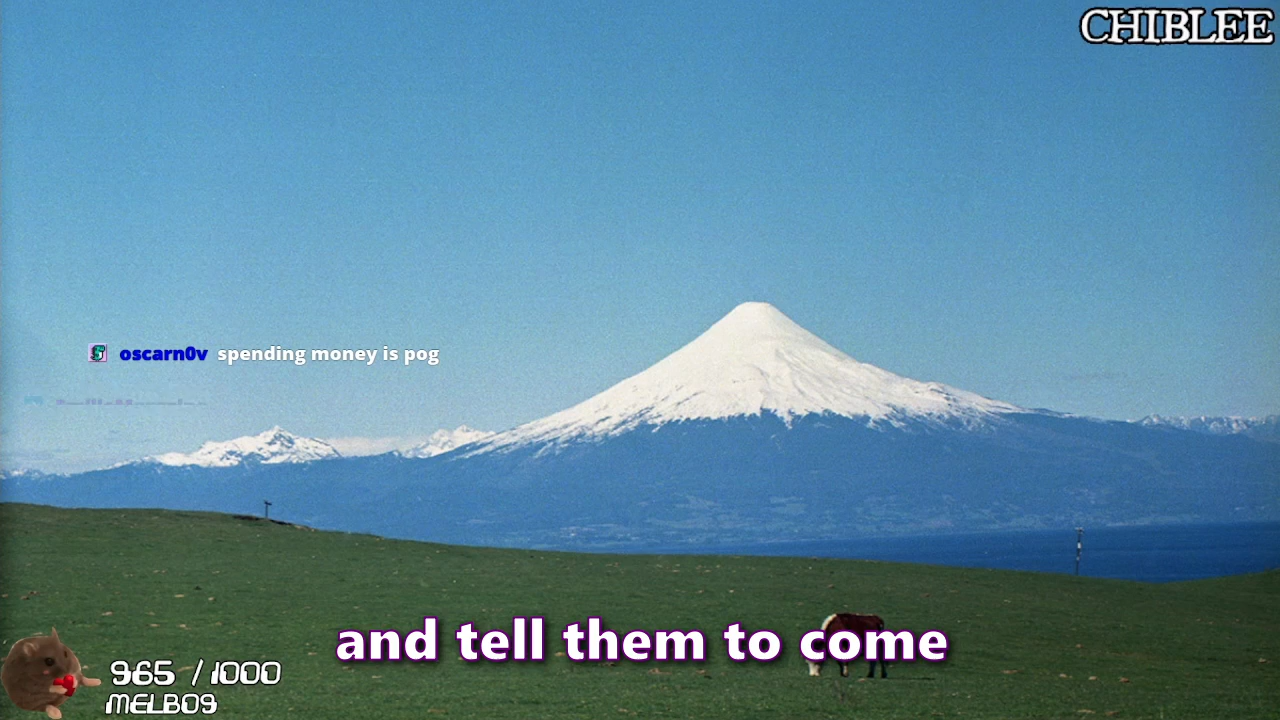 CHIBLEE
oscarn0v spending money is pog
and tell them to come
965 / 1000
MELBO9